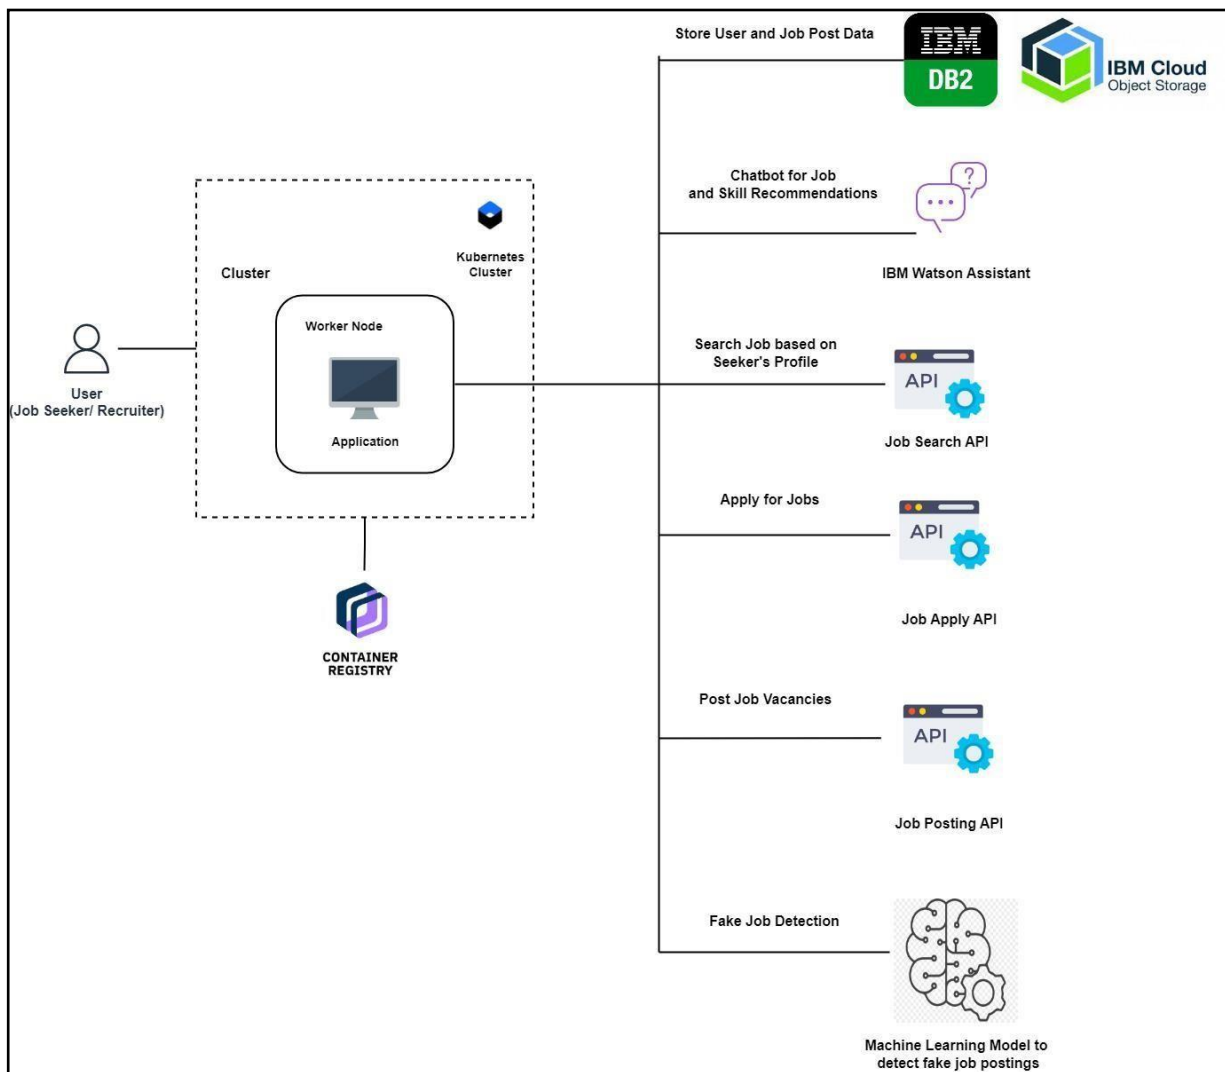 Store User and Job Post Data
IBM
DB2
IBM Cloud
Object Storage
Chatbot for Job
and Skill Recommendations
IBM Watson Assistant
Kubernetes
Cluster
Cluster
Worker Node
Application
User
(Job Seeker/ Recruiter)
Search Job based on
Seeker's Profile
API
Job Search API
Apply for Jobs
API
Job Apply API
CONTAINER
REGISTRY
Post Job Vacancies
API
Job Posting API
Fake Job Detection
Machine Learning Model to
detect fake job postings